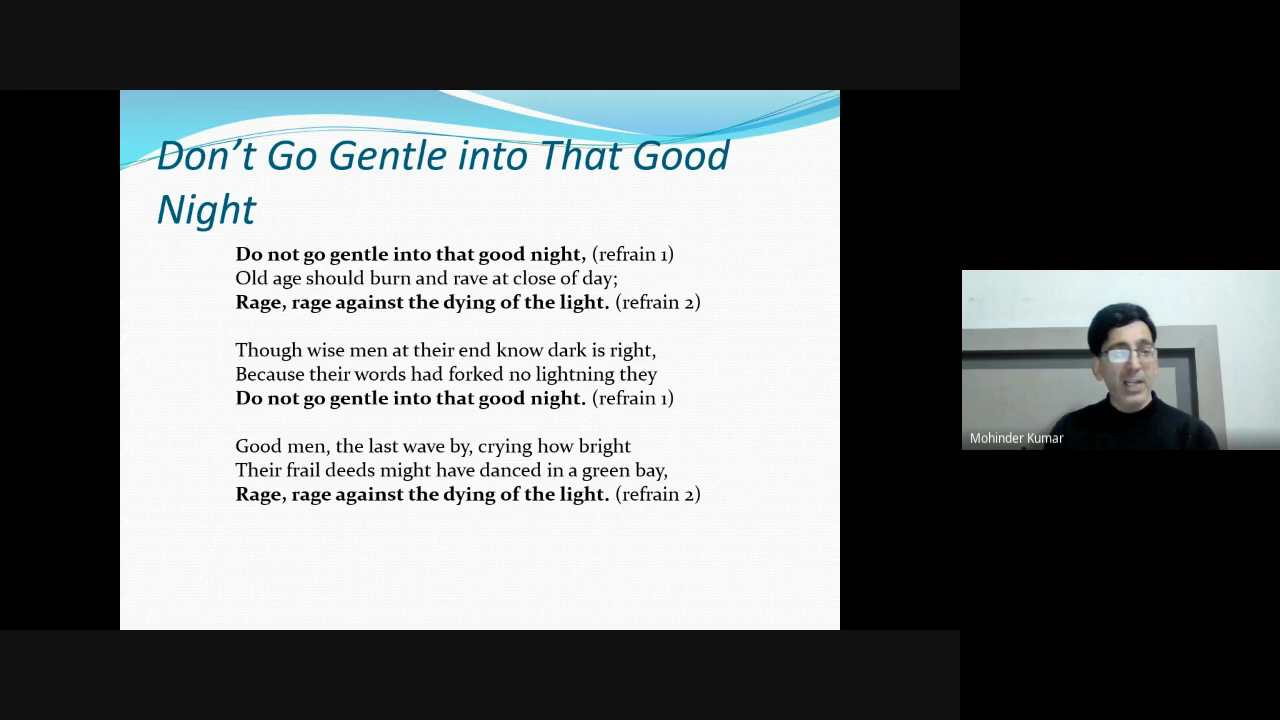 Don’t Go Gentle into That Good
Night
Do not go gentle into that good night, (refrain 1)
Old age should burn and rave at close of day;
Rage, rage against the dying of the light. (refrain 2)
Though wise men at their end know dark is right,
Because their words had forked no lightning they
Do not go gentle into that good night. (refrain 1)
Good men, the last wave by, crying how bright
Their frail deeds might have danced in a green bay,
Rage, rage against the dying of the light. (refrain 2)
Mohinder Kumar